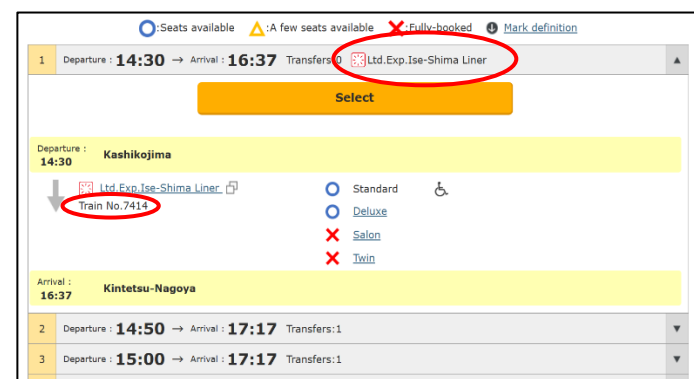 :Seats available :A few seats available :Fully-booked Mark definition
1 Departure : 14:30 → Arrival : 16:37 Transfers:0 Ltd.Exp.Ise-Shima Liner
Select
Departure :
14:30 Kashikojima
Ltd.Exp.Ise-Shima Liner
Train No.7414
Standard
Deluxe
Salon
Twin
Arrival :
16:37 Kintetsu-Nagoya
2 Departure : 14:50 → Arrival : 17:17 Transfers:1
3 Departure : 15:00 → Arrival : 17:17 Transfers:1